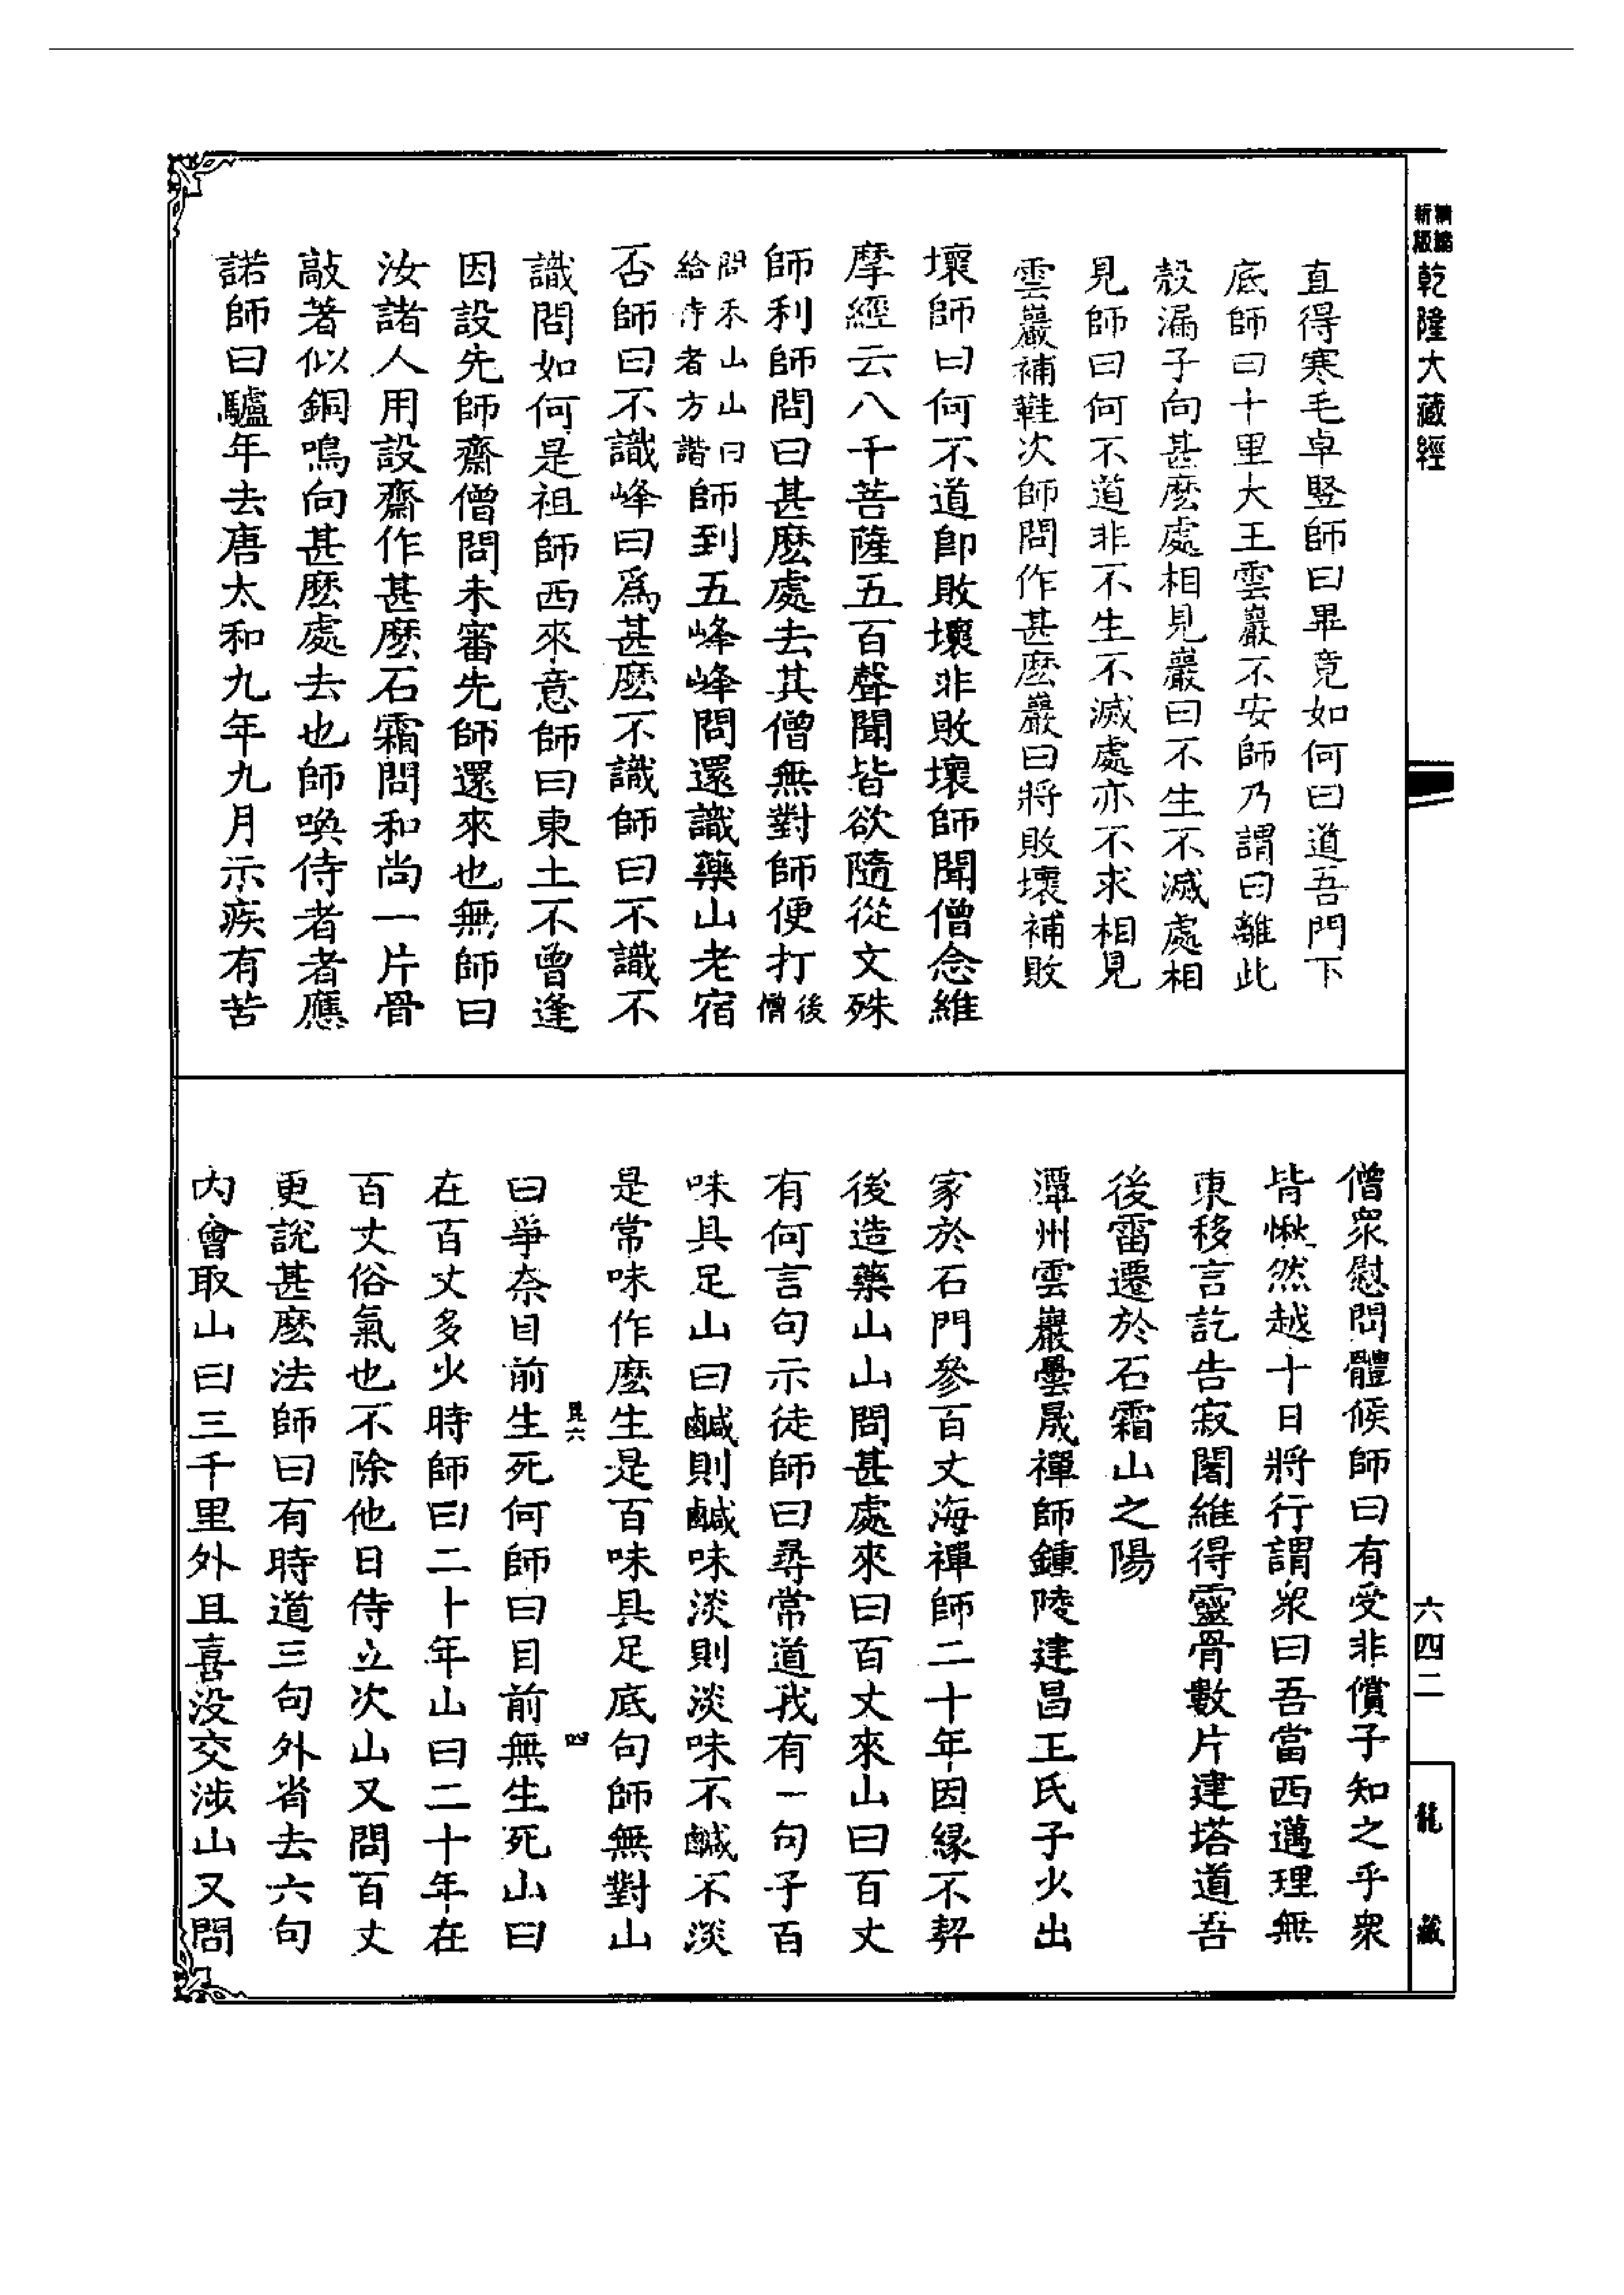 乾隆大藏經
直得寒毛卓豎師曰畢竟如何曰道吾門下
底師曰十里大王雲巖不安師乃謂曰離此
殼漏子向甚麼處相見巖曰不生不滅處相
見師曰何不道非不生不滅處亦不求相見
雲巖補鞋次師問作甚麼巖曰將敗壞補敗
壞師曰何不道即敗壞非敗壞師聞僧念維
摩經云八千菩薩五百聲聞皆欲隨從文殊
師利師問曰甚麼處去其僧無對師便打後僧
問禾山山曰給侍者方諧師到五峰峰問還識藥山老宿
否師曰不識峰曰爲甚麼不識師曰不識不
識問如何是祖師西來意師曰東土不曾逢
因設先師齋僧問未審先師還來也無師曰
汝諸人用設齋作甚麼石霜問和尚一片骨
敲著似銅鳴向甚麼處去也師喚侍者者應
諾師曰驢年去唐太和九年九月示疾有苦
僧眾慰問體候師曰有受非償子知之乎眾
皆愀然越十日將行謂眾曰吾當西邁理無
東移言訖告寂闍維得靈骨數片建塔道吾
後雷遷於石霜山之陽
潭州雲巖曇晟禪師鍾陵建昌王氏子少出
家於石門參百丈海禪師二十年因緣不契
後造藥山山問甚處來曰百丈來山曰百丈
有何言句示徒師曰尋常道我有一句子百
味具足山曰鹹則鹹味淡則淡味不鹹不淡
是常味作麼生是百味具足底句師無對山
曰爭奈目前生死何師曰目前無生死山曰
在百丈多少時師曰二十年山曰二十年在
百丈俗氣也不除他日侍立次山又問百丈
更說甚麼法師曰有時道三句外省去六句
內會取山曰三千里外且喜没交涉山又問
六四二
龍藏